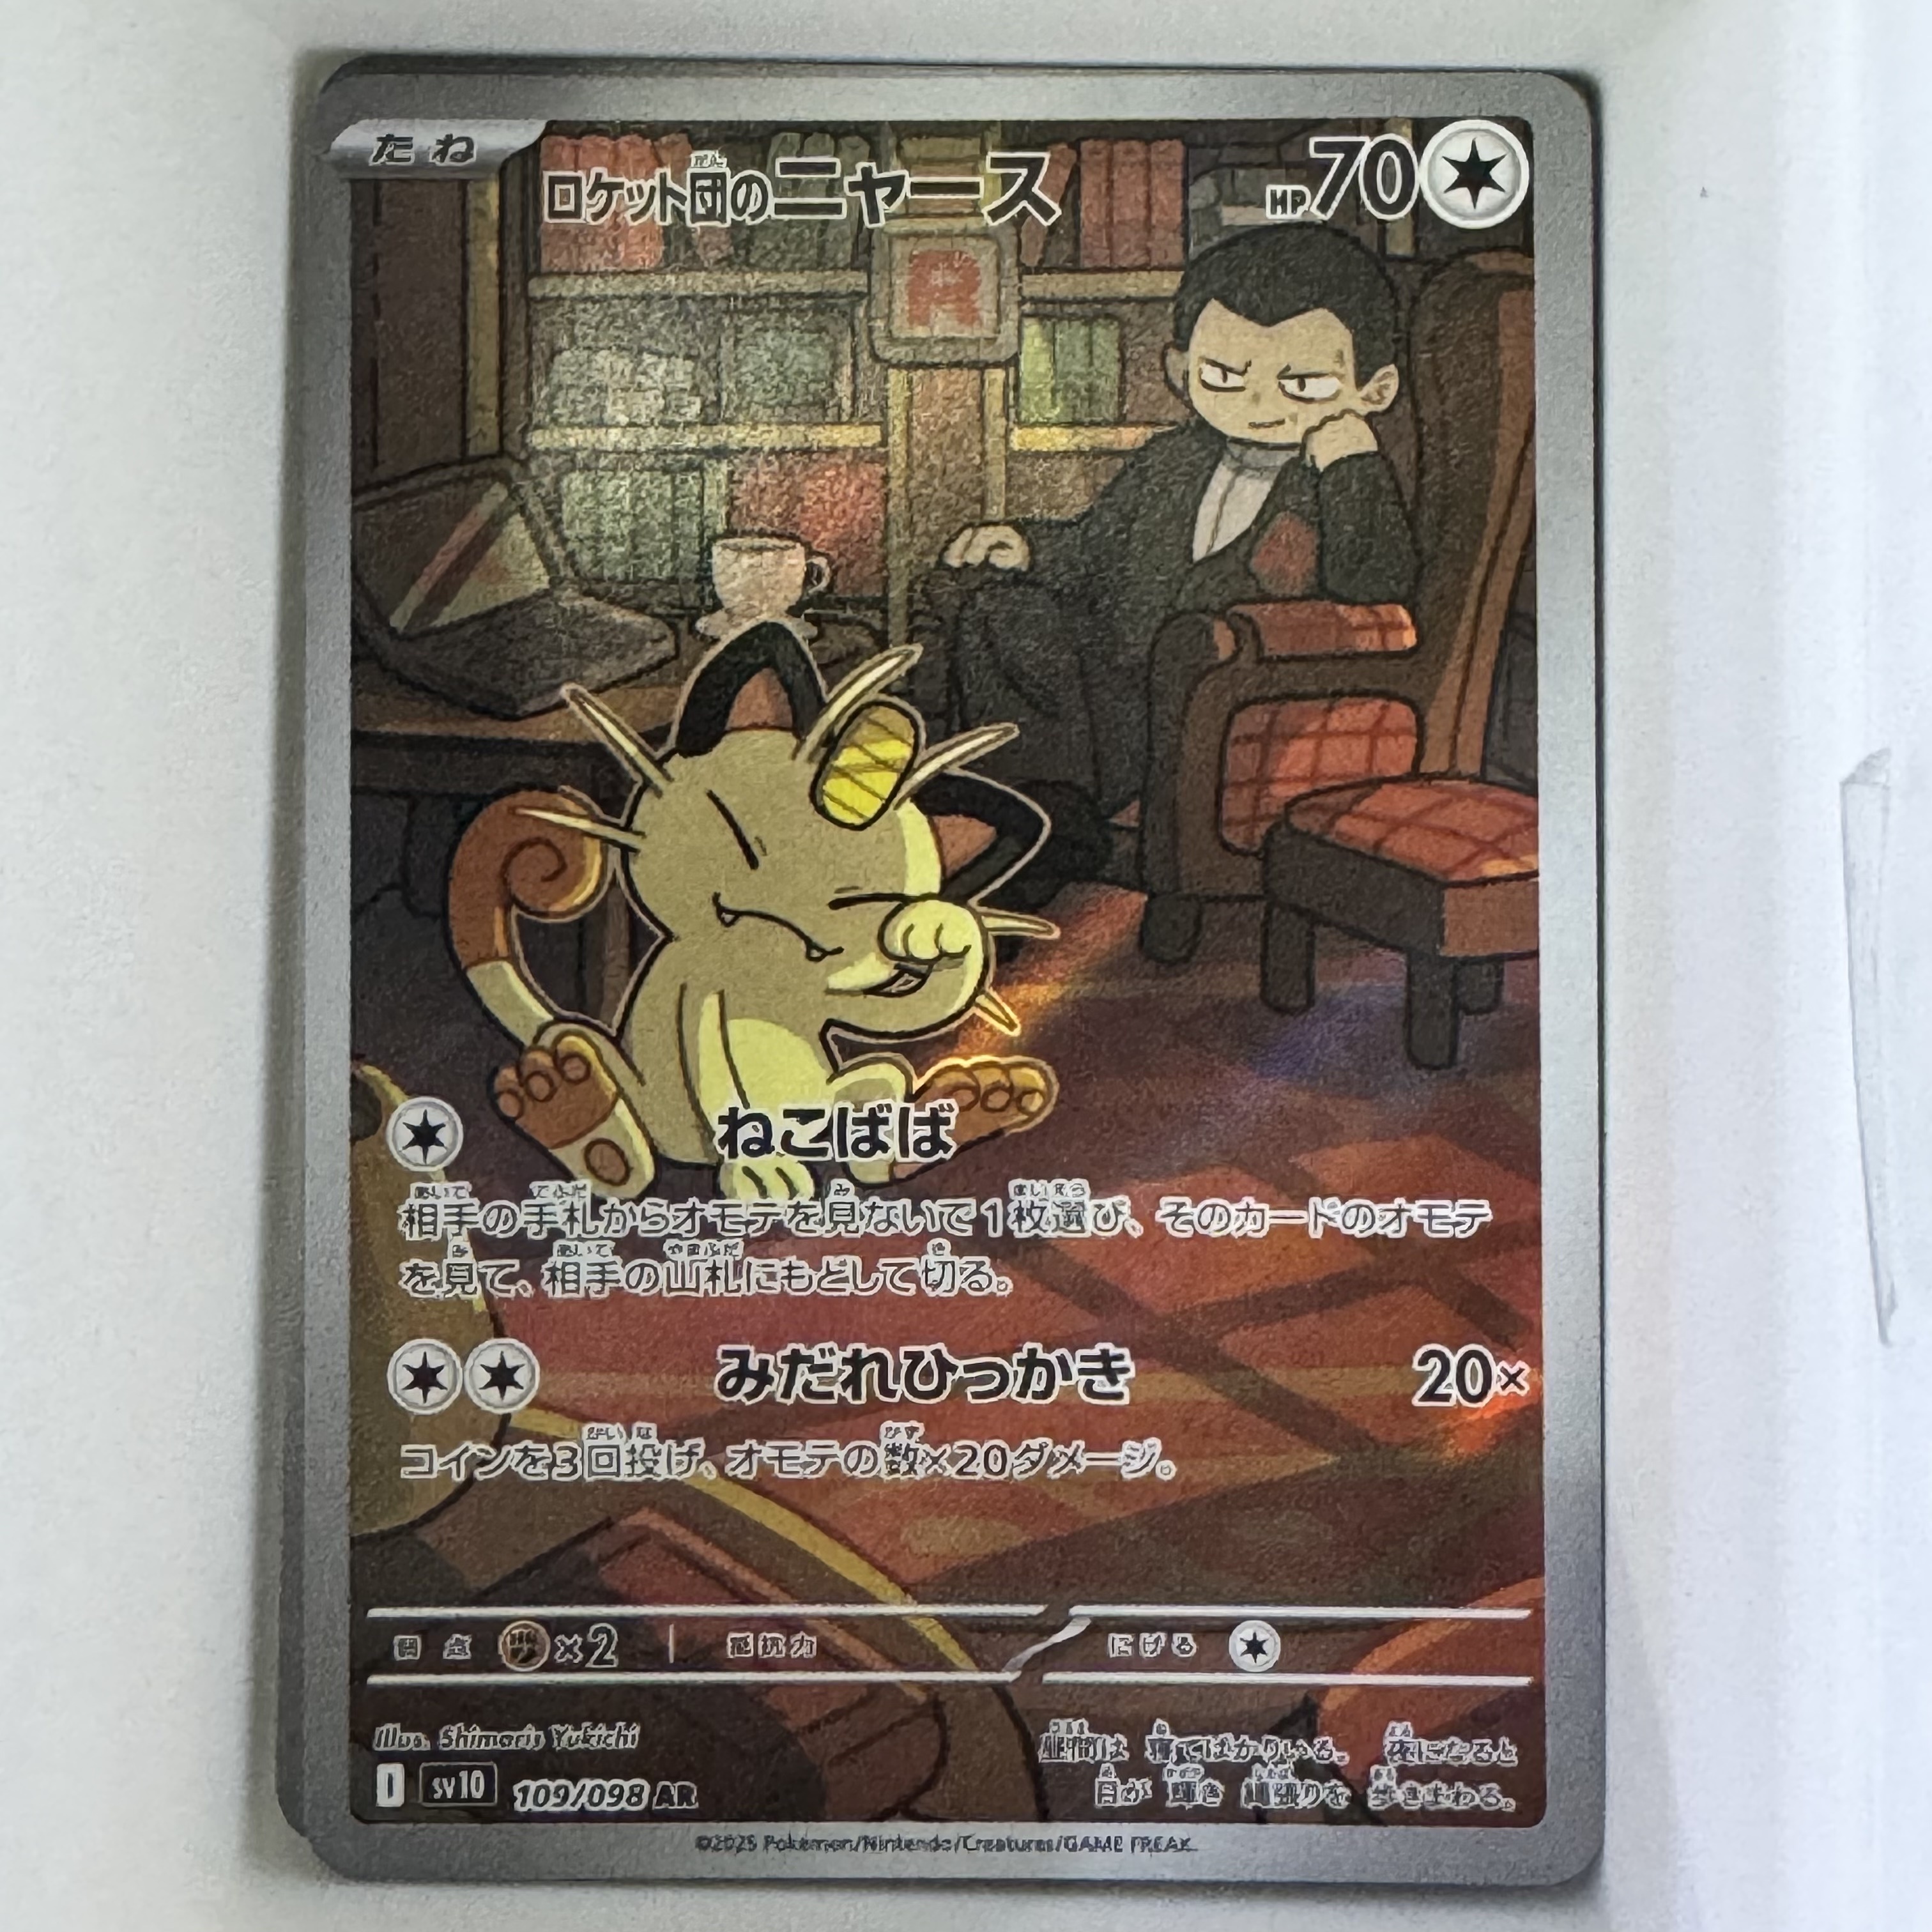 たね
ロケット団のニャース
HP70
R
ねこばば
相手の手札からオモテを見ないで1枚選び、そのカードのオモテ
を見て、相手の山札にもどして切る。
みだれひっかき 20×
コインを3回投げ、オモテの数×20ダメージ。
弱点 ×2 抵抗力 にげる
Illus. Shimaris Yukichi
昼間は 寝てばかりいる。 夜になると
目が 輝き 縄張りを 歩きまわる。
I sv10 109/098 AR
©2025 Pokémon/Nintendo/Creatures/GAME FREAK.